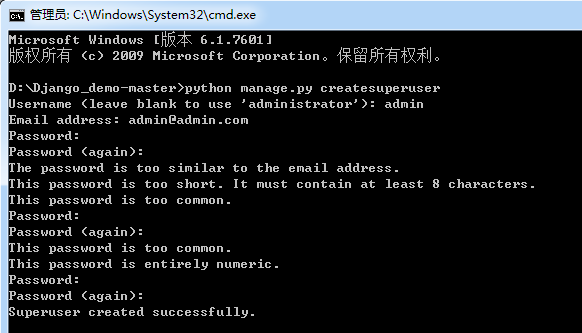 管理员: C:\Windows\System32\cmd.exe
Microsoft Windows [版本 6.1.7601]
版权所有 (c) 2009 Microsoft Corporation。保留所有权利。
D:\Django_demo-master>python manage.py createsuperuser
Username (leave blank to use 'administrator'): admin
Email address: admin@admin.com
Password:
Password (again):
The password is too similar to the email address.
This password is too short. It must contain at least 8 characters.
This password is too common.
Password:
Password (again):
This password is too common.
This password is entirely numeric.
Password:
Password (again):
Superuser created successfully.